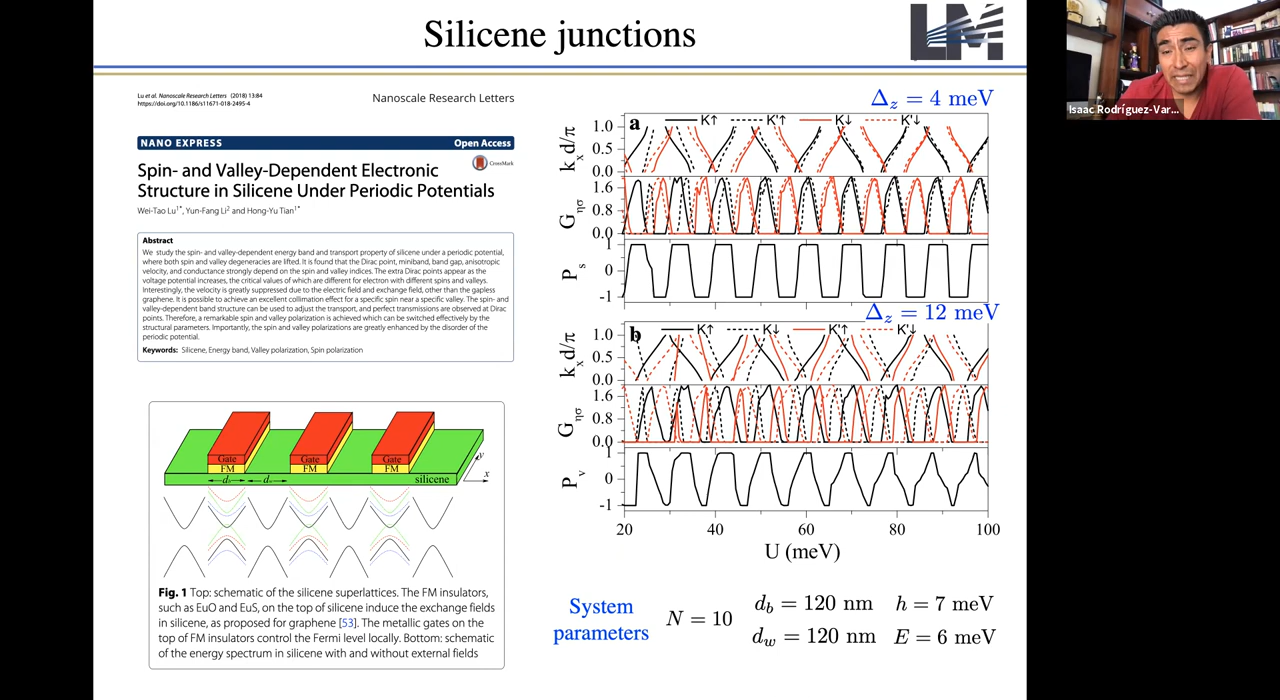 Silicene junctions
LM
Lu et al. Nanoscale Research Letters (2018) 13:84
https://doi.org/10.1186/s11671-018-2495-4
Nanoscale Research Letters
NANO EXPRESS
Open Access
Spin- and Valley-Dependent Electronic
Structure in Silicene Under Periodic Potentials
CrossMark
Wei-Tao Lu1*, Yun-Fang Li2 and Hong-Yu Tian1*
Abstract
We study the spin- and valley-dependent energy band and transport property of silicene under a periodic potential,
where both spin and valley degeneracies are lifted. It is found that the Dirac point, miniband, band gap, anisotropic
velocity, and conductance strongly depend on the spin and valley indices. The extra Dirac points appear as the
voltage potential increases, the critical values of which are different for electron with different spins and valleys.
Interestingly, the velocity is greatly suppressed due to the electric field and exchange field, other than the gapless
graphene. It is possible to achieve an excellent collimation effect for a specific spin near a specific valley. The spin- and
valley-dependent band structure can be used to adjust the transport, and perfect transmissions are observed at Dirac
points. Therefore, a remarkable spin and valley polarization is achieved which can be switched effectively by the
structural parameters. Importantly, the spin and valley polarizations are greatly enhanced by the disorder of the
periodic potential.
Keywords: Silicene, Energy band, Valley polarization, Spin polarization
Gate Gate Gate
FM FM FM
silicene
y
x
Fig. 1 Top: schematic of the silicene superlattices. The FM insulators,
such as EuO and EuS, on the top of silicene induce the exchange fields
in silicene, as proposed for graphene [53]. The metallic gates on the
top of FM insulators control the Fermi level locally. Bottom: schematic
of the energy spectrum in silicene with and without external fields
Δz = 4 meV
a K↑ K'↑ K↓ K'↓
kxd/π
1.0
0.5
0.0
Gησ
1.6
0.8
0.0
Ps
1
0
-1
Δz = 12 meV
b K↑ K↓ K'↑ K'↓
kxd/π
1.0
0.5
0.0
Gησ
1.6
0.8
0.0
Pv
1
0
-1
20 40 60 80 100
U (meV)
System
parameters
N = 10
db = 120 nm h = 7 meV
dw = 120 nm E = 6 meV
Isaac Rodríguez-Var...